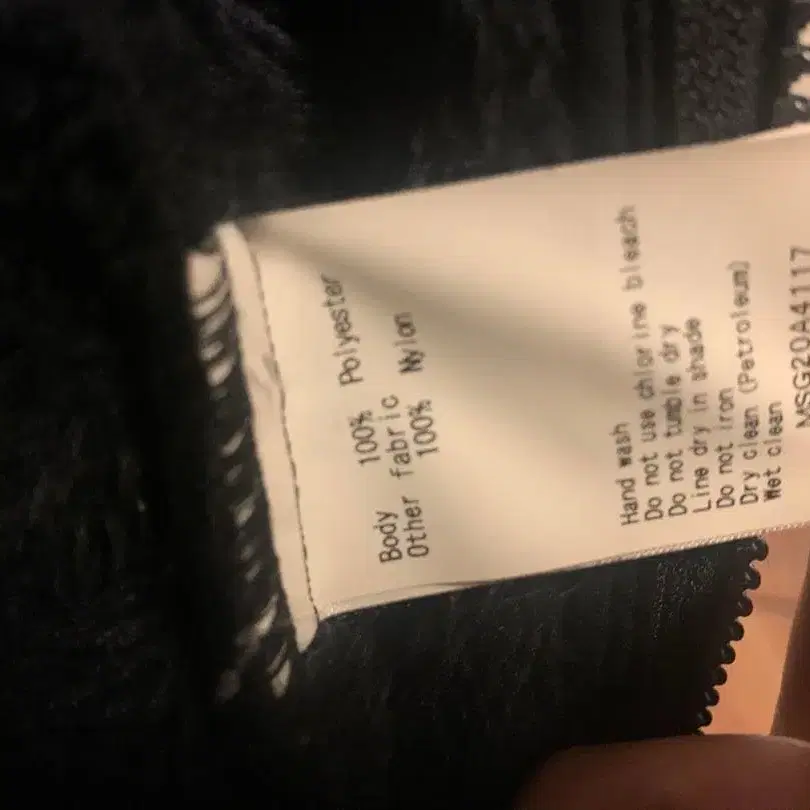 Body 100% Polyester
Other fabric
100% Nylon
Hand wash
Do not use chlorine bleach
Do not tumble dry
Line dry in shade
Do not iron
Dry clean (Petroleum)
Wet clean
MSG20A4117